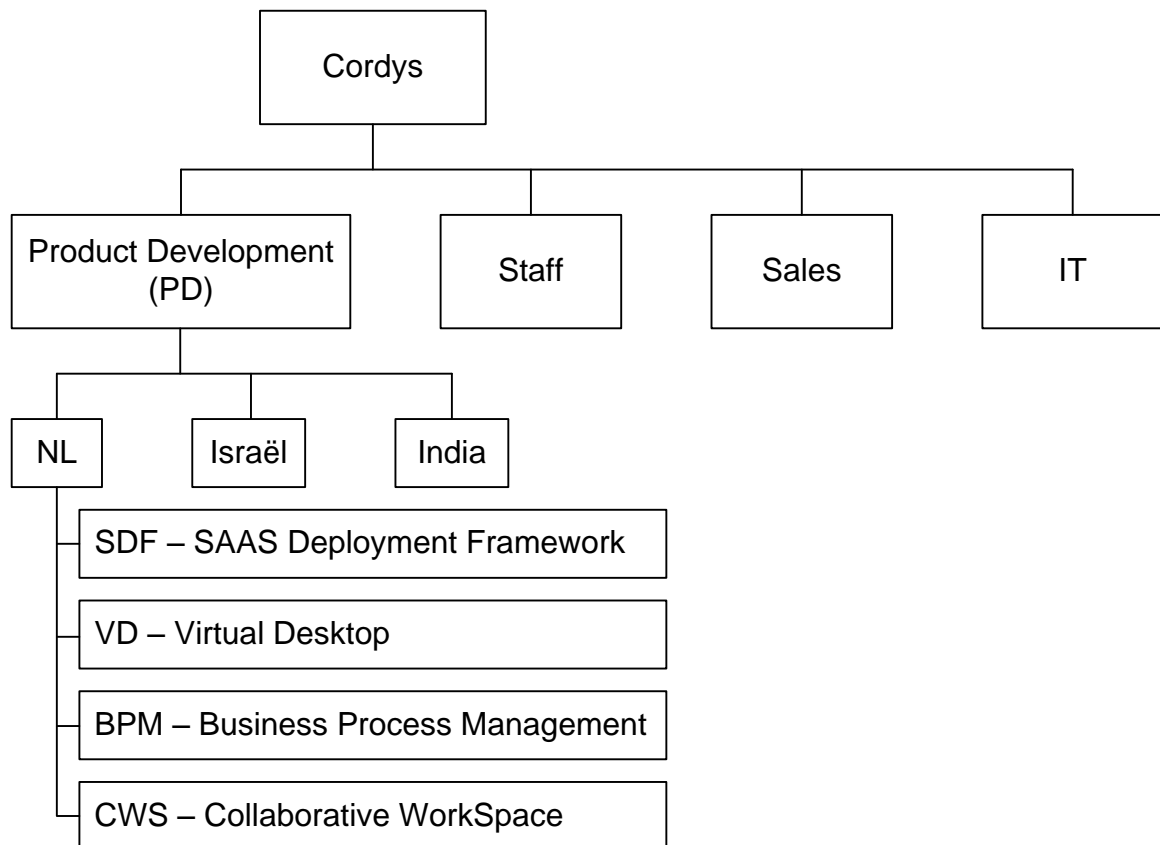 Cordys
Product Development
(PD)
Staff
Sales
IT
NL
Israël
India
SDF – SAAS Deployment Framework
VD – Virtual Desktop
BPM – Business Process Management
CWS – Collaborative WorkSpace